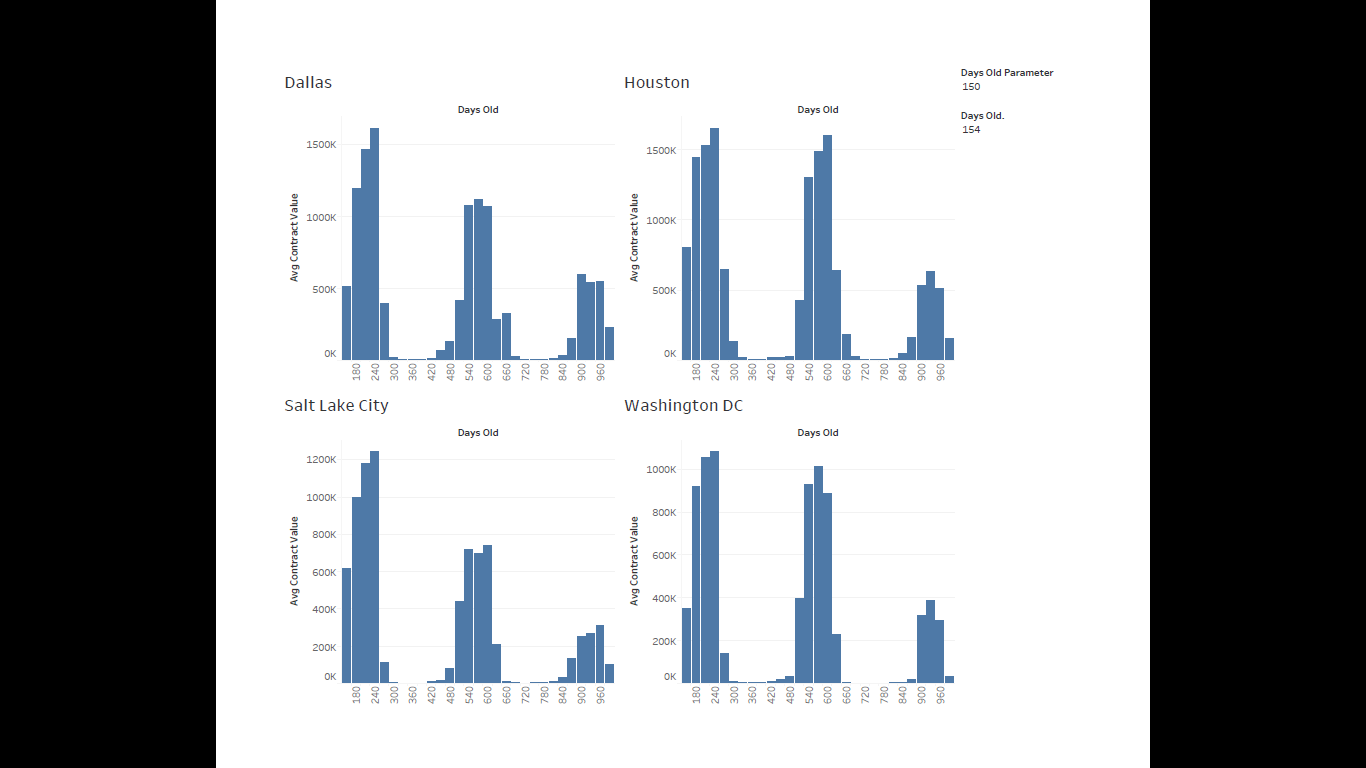 Dallas
Days Old
Avg Contract Value
1500K
1000K
500K
0K
180 240 300 360 420 480 540 600 660 720 780 840 900 960
Houston
Days Old
Avg Contract Value
1500K
1000K
500K
0K
180 240 300 360 420 480 540 600 660 720 780 840 900 960
Days Old Parameter
150
Days Old.
154
Salt Lake City
Days Old
Avg Contract Value
1200K
1000K
800K
600K
400K
200K
0K
180 240 300 360 420 480 540 600 660 720 780 840 900 960
Washington DC
Days Old
Avg Contract Value
1000K
800K
600K
400K
200K
0K
180 240 300 360 420 480 540 600 660 720 780 840 900 960